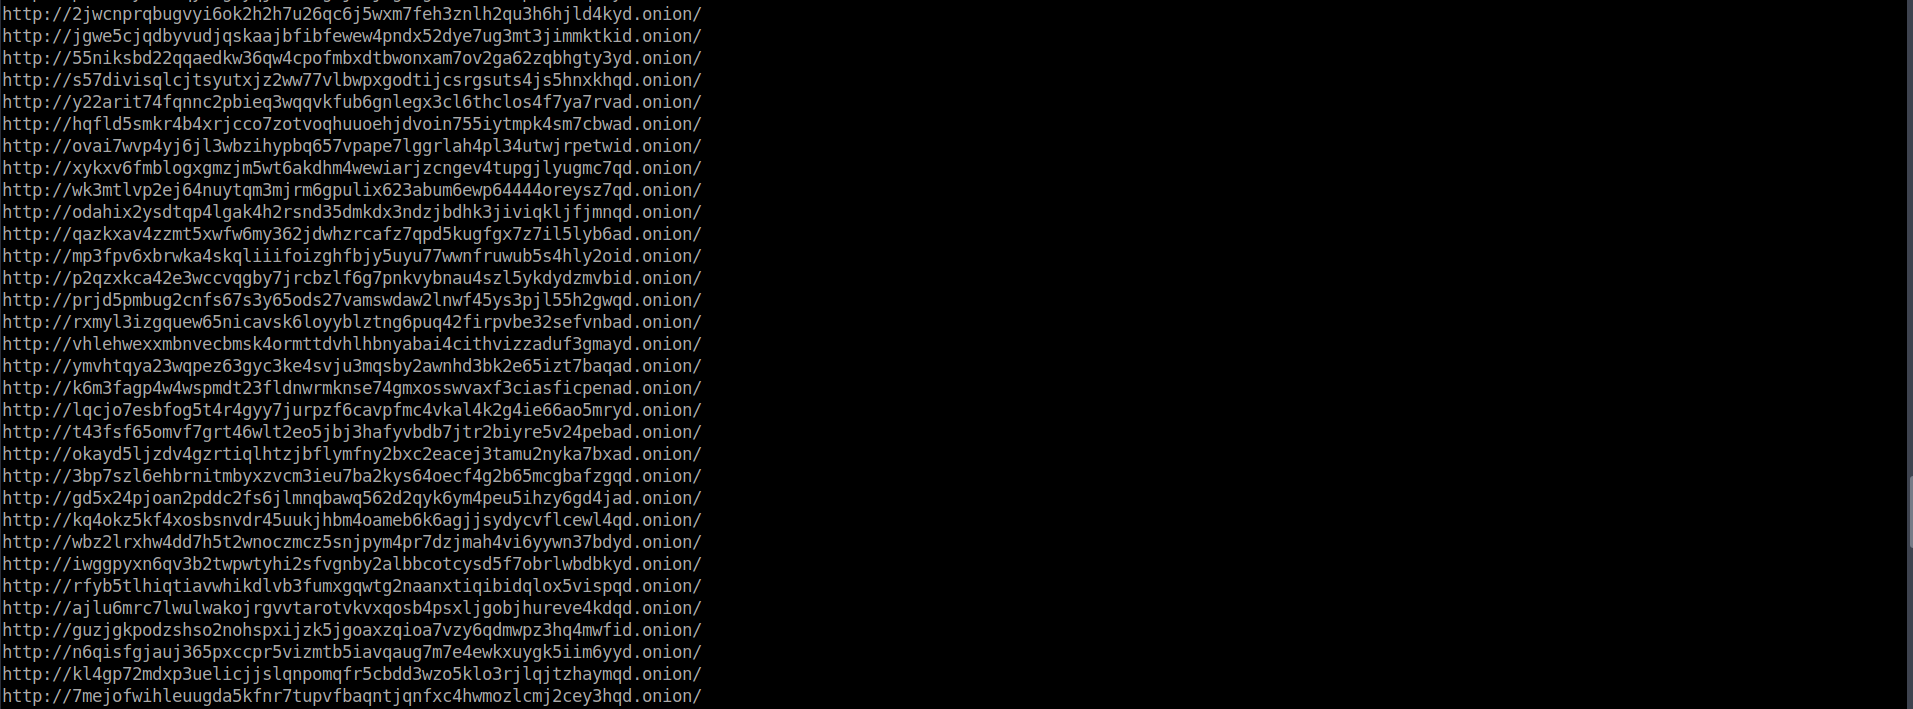 http://2jwcnprqbugvyi6ok2h2h7u26qc6j5wxm7feh3znlh2qu3h6hjld4kyd.onion/
http://jgwe5cjqdbyvudjqskaajbfibfewew4pndx52dye7ug3mt3jimmktkid.onion/
http://55niksbd22qqaedkw36qw4cpofmbxdtbwonxam7ov2ga62zqbhgty3yd.onion/
http://s57divisqlcjtsyutxjz2ww77vlbwpxgodtijcsrgsuts4js5hnxkhqd.onion/
http://y22arit74fqnnc2pbieq3wqqvkfub6gnlegx3cl6thclos4f7ya7rvad.onion/
http://hqfld5smkr4b4xrjcco7zotvoqhuuoehjdvoin755iytmpk4sm7cbwad.onion/
http://ovai7wvp4yj6jl3wbzihypbq657vpape7lggrlah4pl34utwjrpetwid.onion/
http://xykxv6fmblogxgmzjm5wt6akdhm4wewiarjzcngev4tupgjlyugmc7qd.onion/
http://wk3mtlvp2ej64nuytqm3mjrm6gpulix623abum6ewp64444oreysz7qd.onion/
http://odahix2ysdtqp4lgak4h2rsnd35dmkdx3ndzjbdhk3jiviqkljfjmnqd.onion/
http://qazkxav4zzmt5xwfw6my362jdwhzrcafz7qpd5kugfgx7z7il5lyb6ad.onion/
http://mp3fpv6xbrwka4skqliiifoizghfbjy5uyu77wwnfruwub5s4hly2oid.onion/
http://p2qzxkca42e3wccvqgby7jrcbzlf6g7pnkvybnau4szl5ykdydzmvbid.onion/
http://prjd5pmbug2cnfs67s3y65ods27vamswdaw2lnwf45ys3pjl55h2gwqd.onion/
http://rxmyl3izgquew65nicavsk6loyyblztng6puq42firpvbe32sefvnbad.onion/
http://vhlehwexxmbnvecbmsk4ormttdvhlhbnyabai4cithvizzaduf3gmayd.onion/
http://ymvhtqya23wqpez63gyc3ke4svju3mqsby2awnhd3bk2e65izt7baqad.onion/
http://k6m3fagp4w4wspmdt23fldnwrmknse74gmxosswvaxf3ciasficpenad.onion/
http://lqcjo7esbfog5t4r4gyy7jurpzf6cavpfmc4vkal4k2g4ie66ao5mryd.onion/
http://t43fsf65omvf7grt46wlt2eo5jbj3hafyvbdb7jtr2biyre5v24pebad.onion/
http://okayd5ljzdv4gzrtiqlhtzjbflymfny2bxc2eacej3tamu2nyka7bxad.onion/
http://3bp7szl6ehbrnitmbyxzvcm3ieu7ba2kys64oecf4g2b65mcgbafzgqd.onion/
http://gd5x24pjoan2pddc2fs6jlmnqbawq562d2qyk6ym4peu5ihzy6gd4jad.onion/
http://kq4okz5kf4xosbsnvdr45uukjhbm4oameb6k6agjjsydycvflcewl4qd.onion/
http://wbz2lrxhw4dd7h5t2wnoczmcz5snjpym4pr7dzjmah4vi6yywn37bdyd.onion/
http://iwggpyxn6qv3b2twpwtyhi2sfvgnby2albbcotcysd5f7obrlwbdbkyd.onion/
http://rfyb5tlhiqtiavwhikdlvb3fumxgqwtg2naanxtiqibidqlox5vispqd.onion/
http://ajlu6mrc7lwulwakojrgvvtarotvkvxqosb4psxljgobjhureve4kdqd.onion/
http://guzjgkpodzshso2nohspxijzk5jgoaxzqioa7vzy6qdmwpz3hq4mwfid.onion/
http://n6qisfgjauj365pxccpr5vizmtb5iavqaug7m7e4ewkxuygk5iim6yyd.onion/
http://kl4gp72mdxp3uelicjjslqnpomqfr5cbdd3wzo5klo3rjlqjtzhaymqd.onion/
http://7mejofwihleuugda5kfnr7tupvfbaqntjqnfxc4hwmozlcmj2cey3hqd.onion/